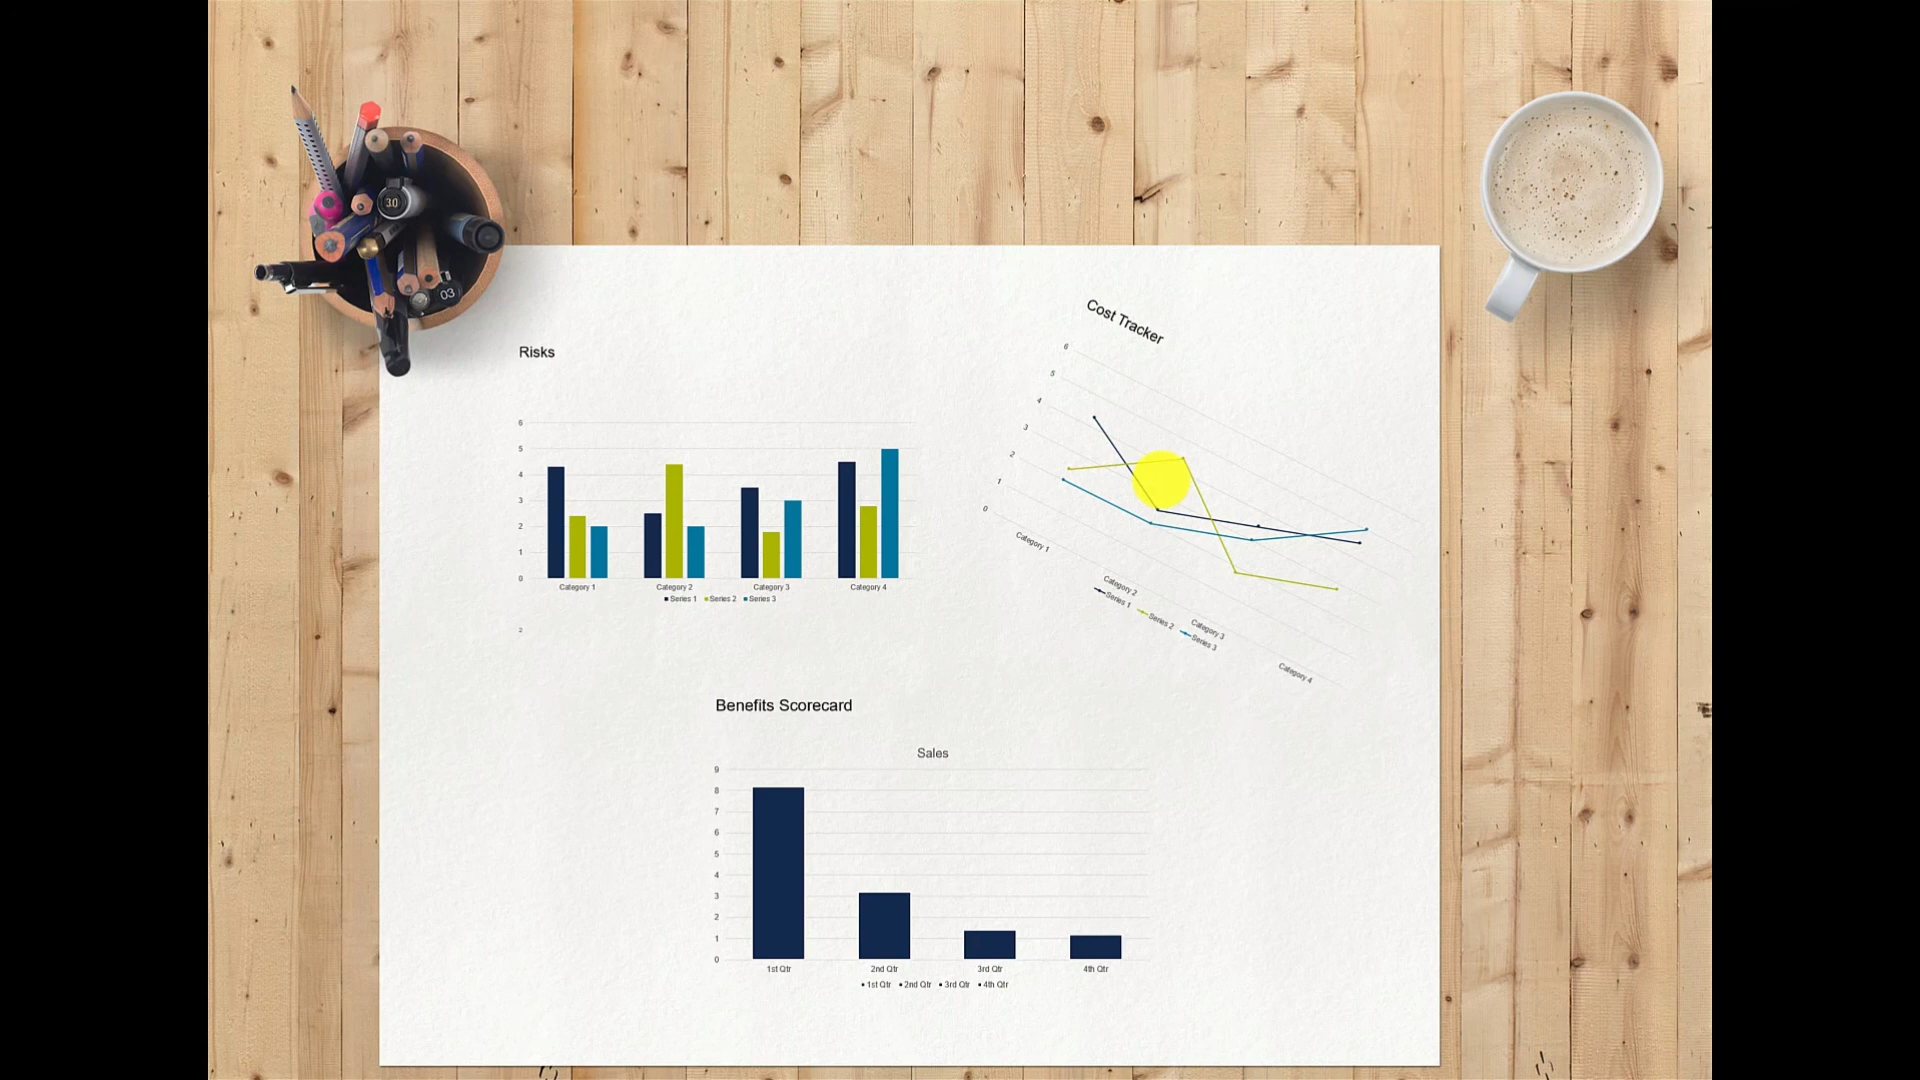 30
03
Risks
6
5
4
3
2
1
0
Category 1 Category 2 Category 3 Category 4
Series 1 Series 2 Series 3
2
Cost Tracker
6
5
4
3
2
1
0
Category 1
Category 2
Category 3
Category 4
Series 1
Series 2
Series 3
Benefits Scorecard
Sales
9
8
7
6
5
4
3
2
1
0
1st Qtr 2nd Qtr 3rd Qtr 4th Qtr
1st Qtr 2nd Qtr 3rd Qtr 4th Qtr